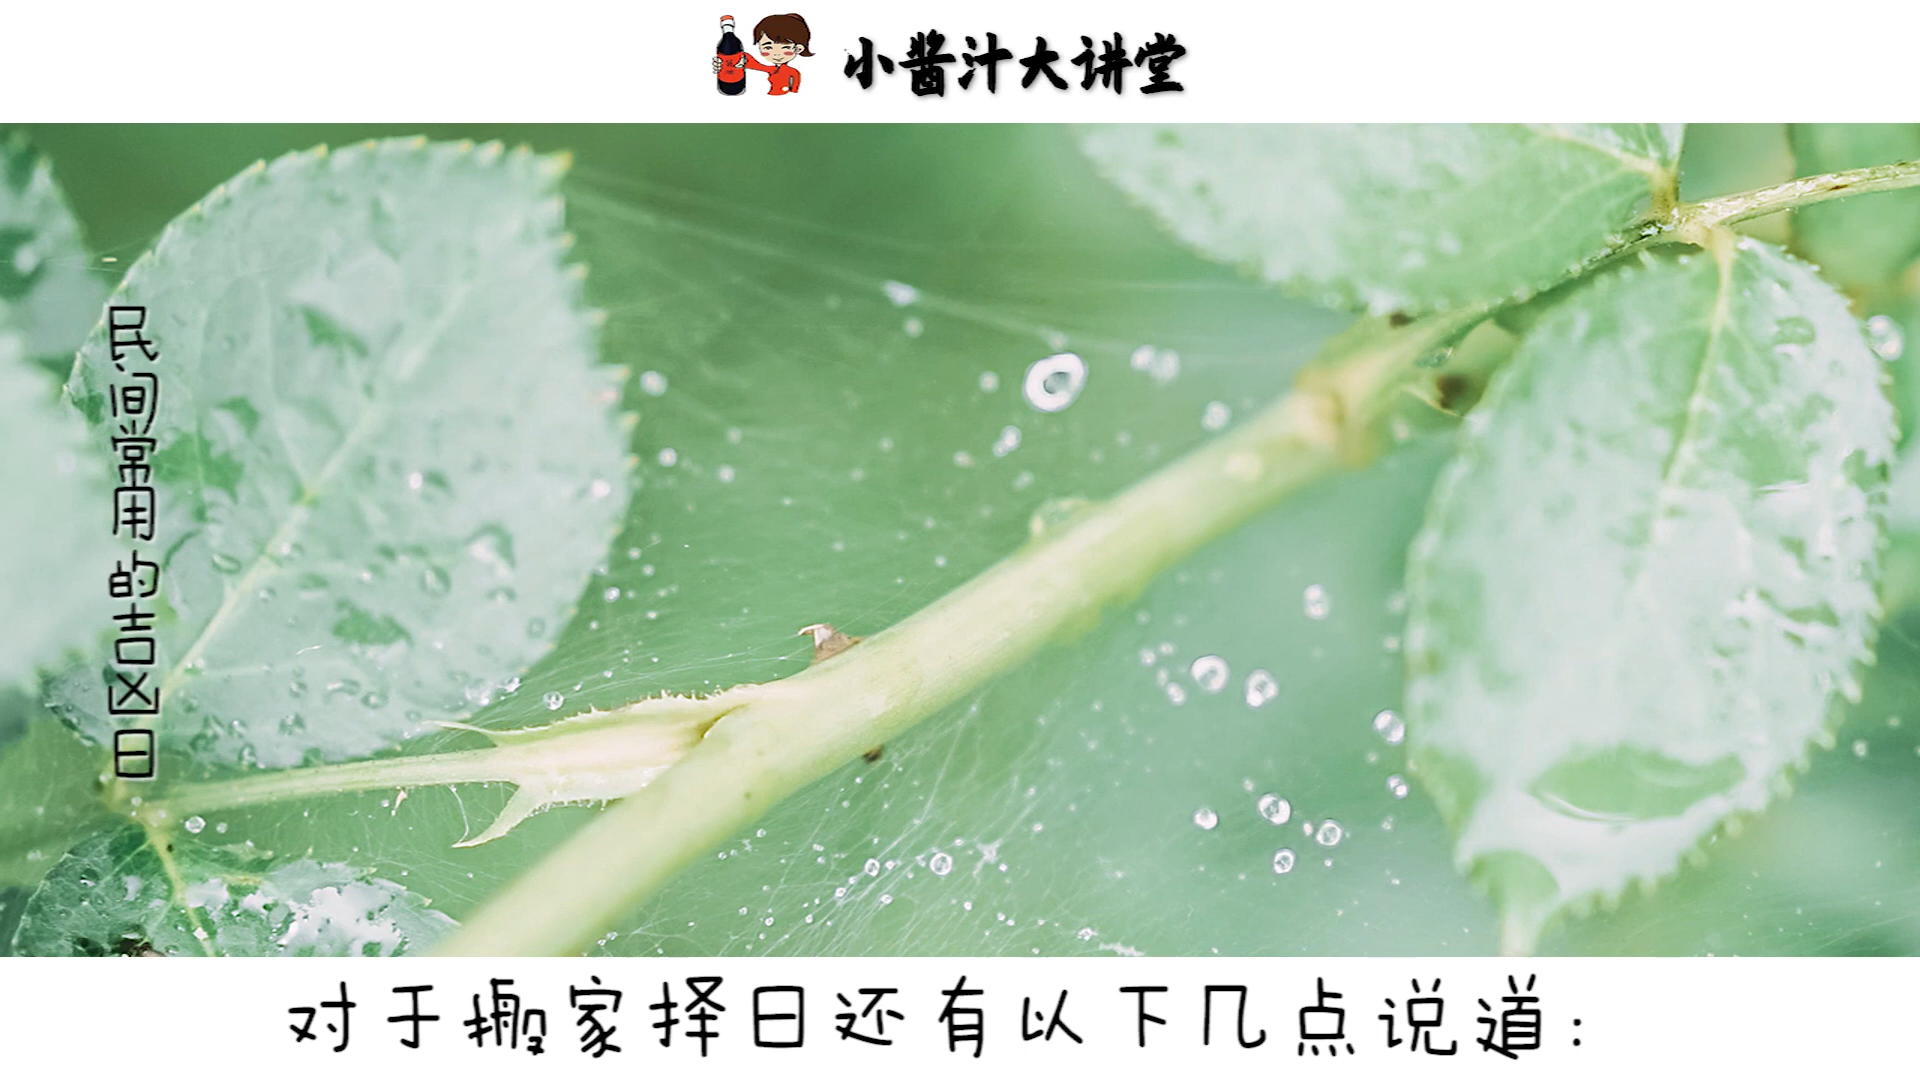 小酱汁大讲堂
民间常用的吉凶日
对于搬家择日还有以下几点说道：